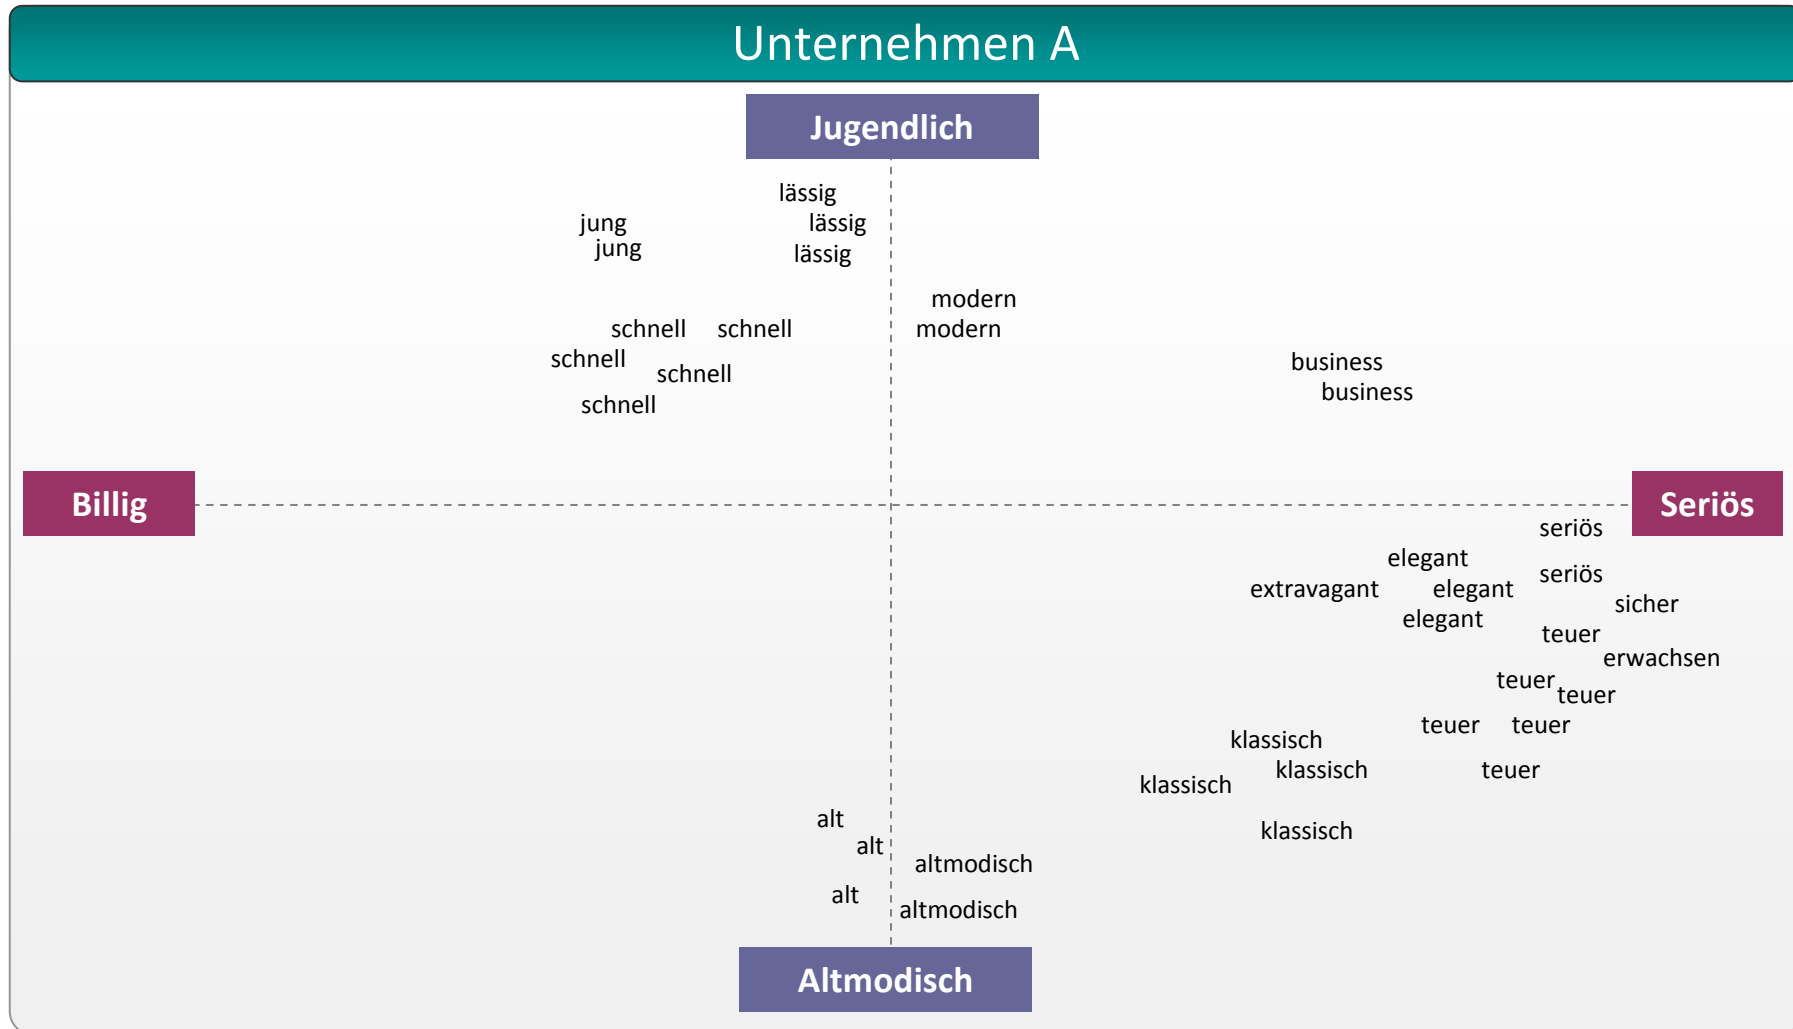 Unternehmen A
Jugendlich
lässig
jung
lässig
jung
lässig
modern
schnell
schnell
modern
schnell
business
schnell
business
schnell
Billig
Seriös
seriös
elegant
seriös
extravagant
elegant
sicher
elegant
teuer
erwachsen
teuer
teuer
teuer
teuer
klassisch
klassisch
teuer
klassisch
alt
klassisch
alt
altmodisch
alt
altmodisch
Altmodisch